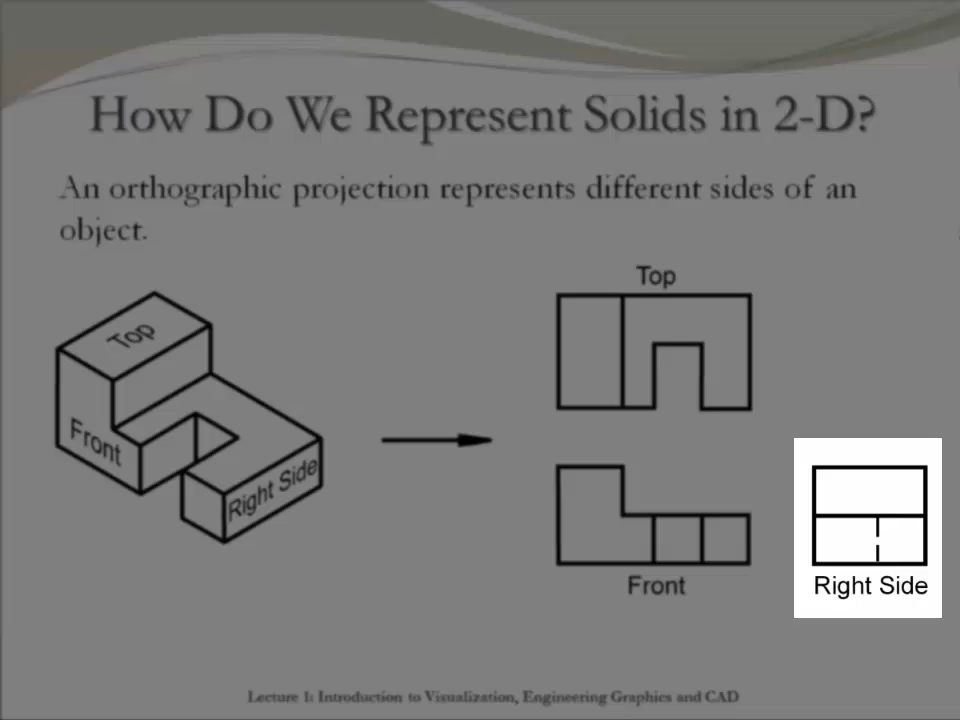 How Do We Represent Solids in 2-D?
An orthographic projection represents different sides of an
object.
Top
Top
Front
Right Side
Front
Right Side
Lecture 1: Introduction to Visualization, Engineering Graphics and CAD